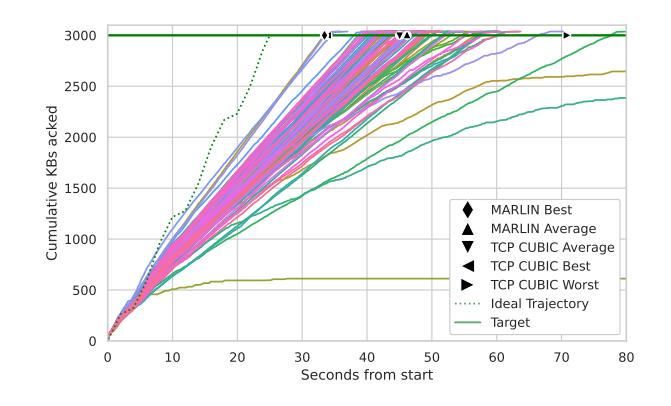 3000
2500
2000
1500
1000
500
0
Cumulative KBs acked
0 10 20 30 40 50 60 70 80
Seconds from start
MARLIN Best
MARLIN Average
TCP CUBIC Average
TCP CUBIC Best
TCP CUBIC Worst
Ideal Trajectory
Target